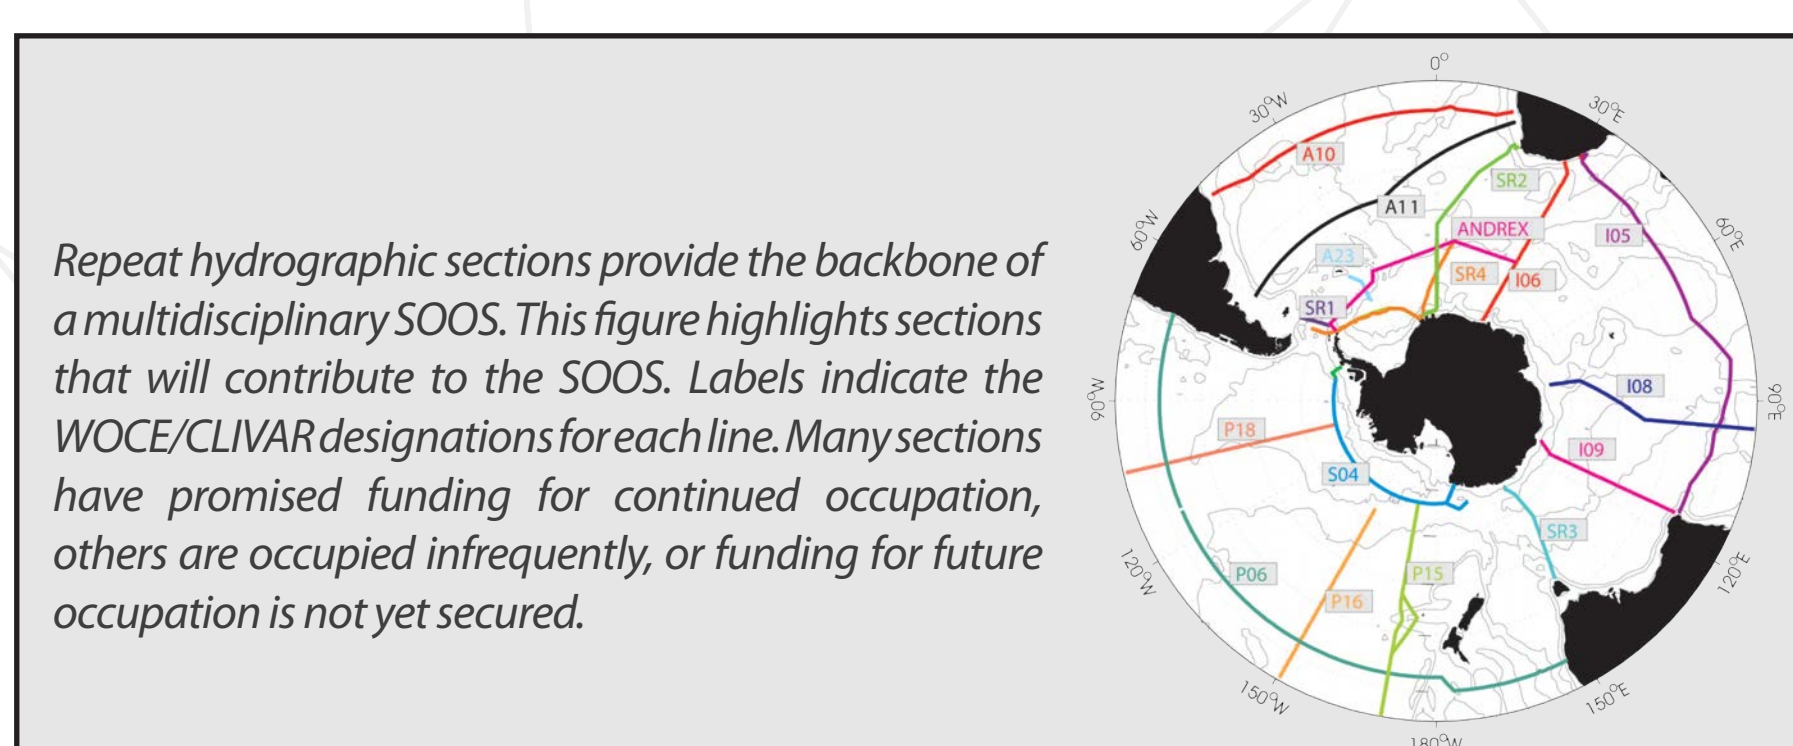 Repeat hydrographic sections provide the backbone of
a multidisciplinary SOOS. This figure highlights sections
that will contribute to the SOOS. Labels indicate the
WOCE/CLIVAR designations for each line. Many sections
have promised funding for continued occupation,
others are occupied infrequently, or funding for future
occupation is not yet secured.
0°
30°W
30°E
A10
SR2
A11
60°W
ANDREX
I05
60°E
A23
SR4
I06
SR1
90°W
I08
90°E
P18
I09
S04
SR3
120°W
P06
P15
120°E
P16
150°W
150°E
180°W